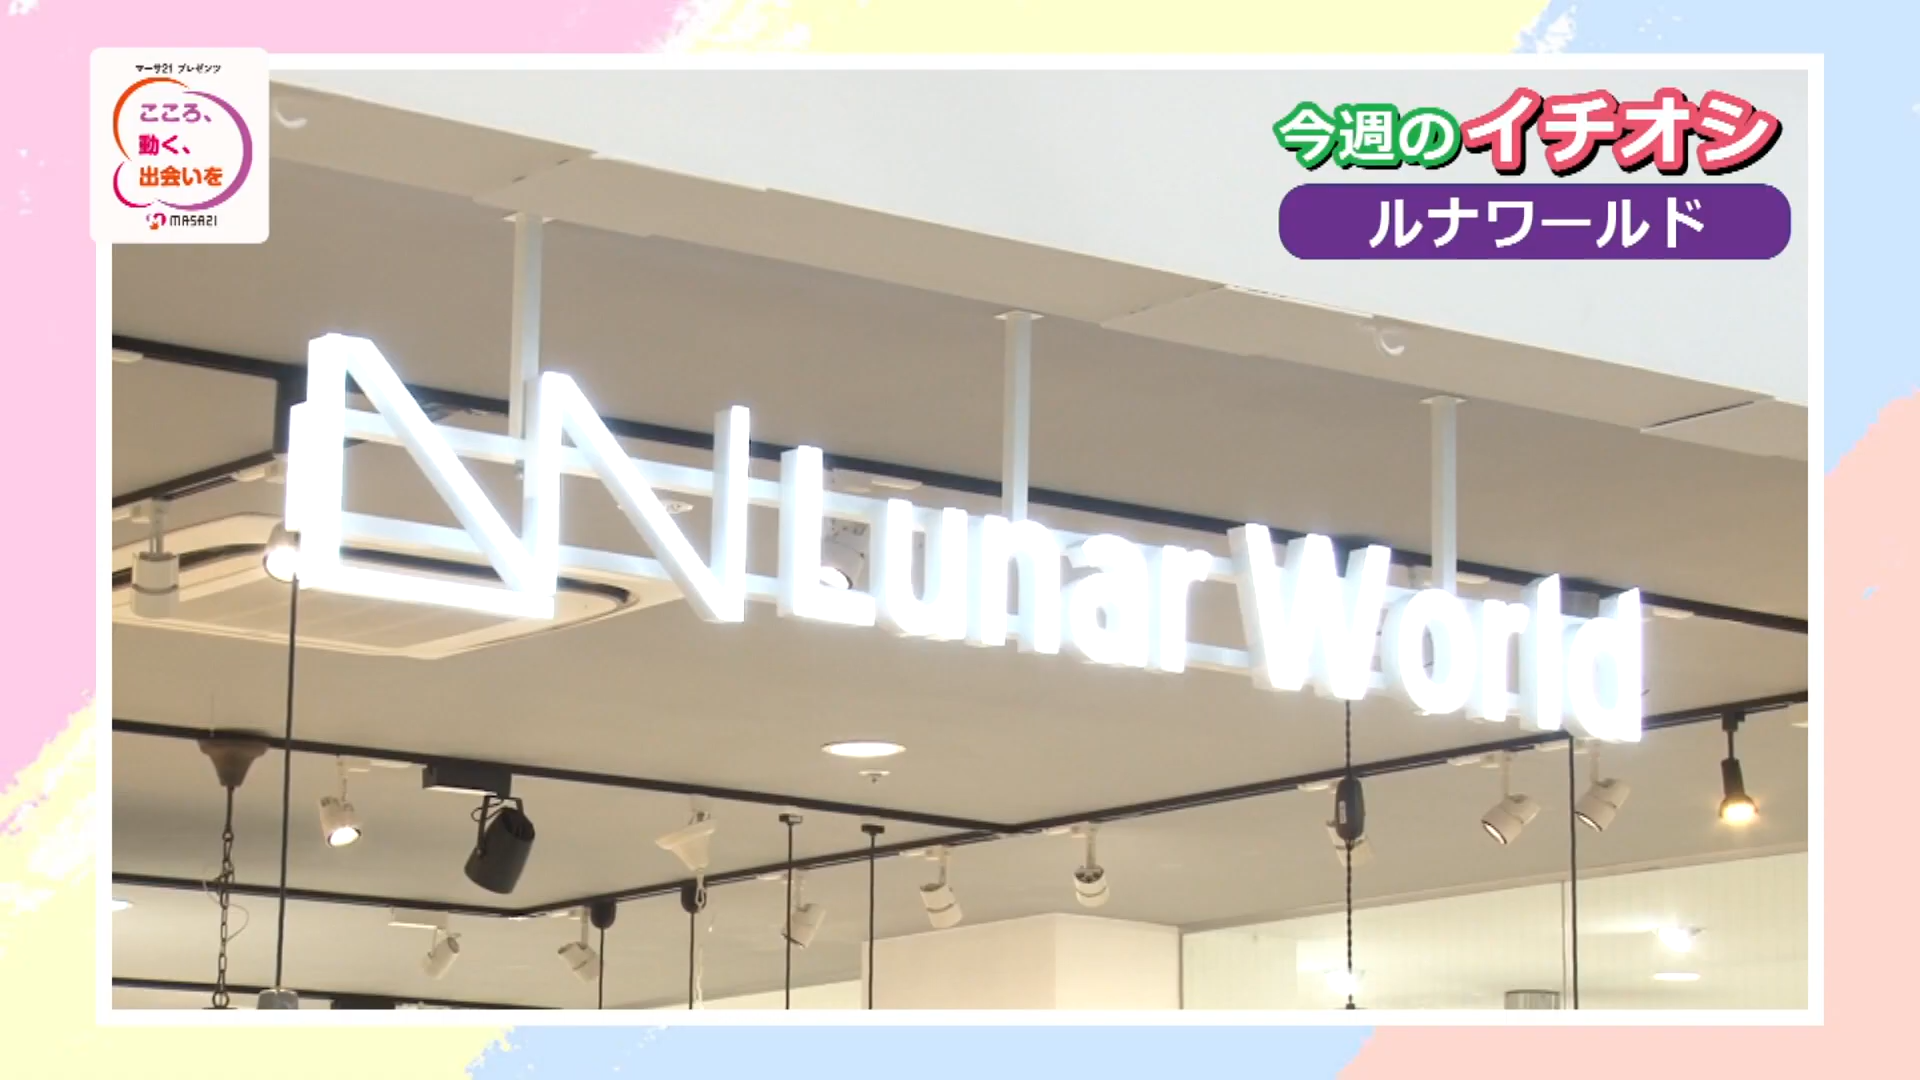 マーサ21 プレゼンツ
こころ、
動く、
出会いを
MASA21
今週のイチオシ
ルナワールド
Lunar World